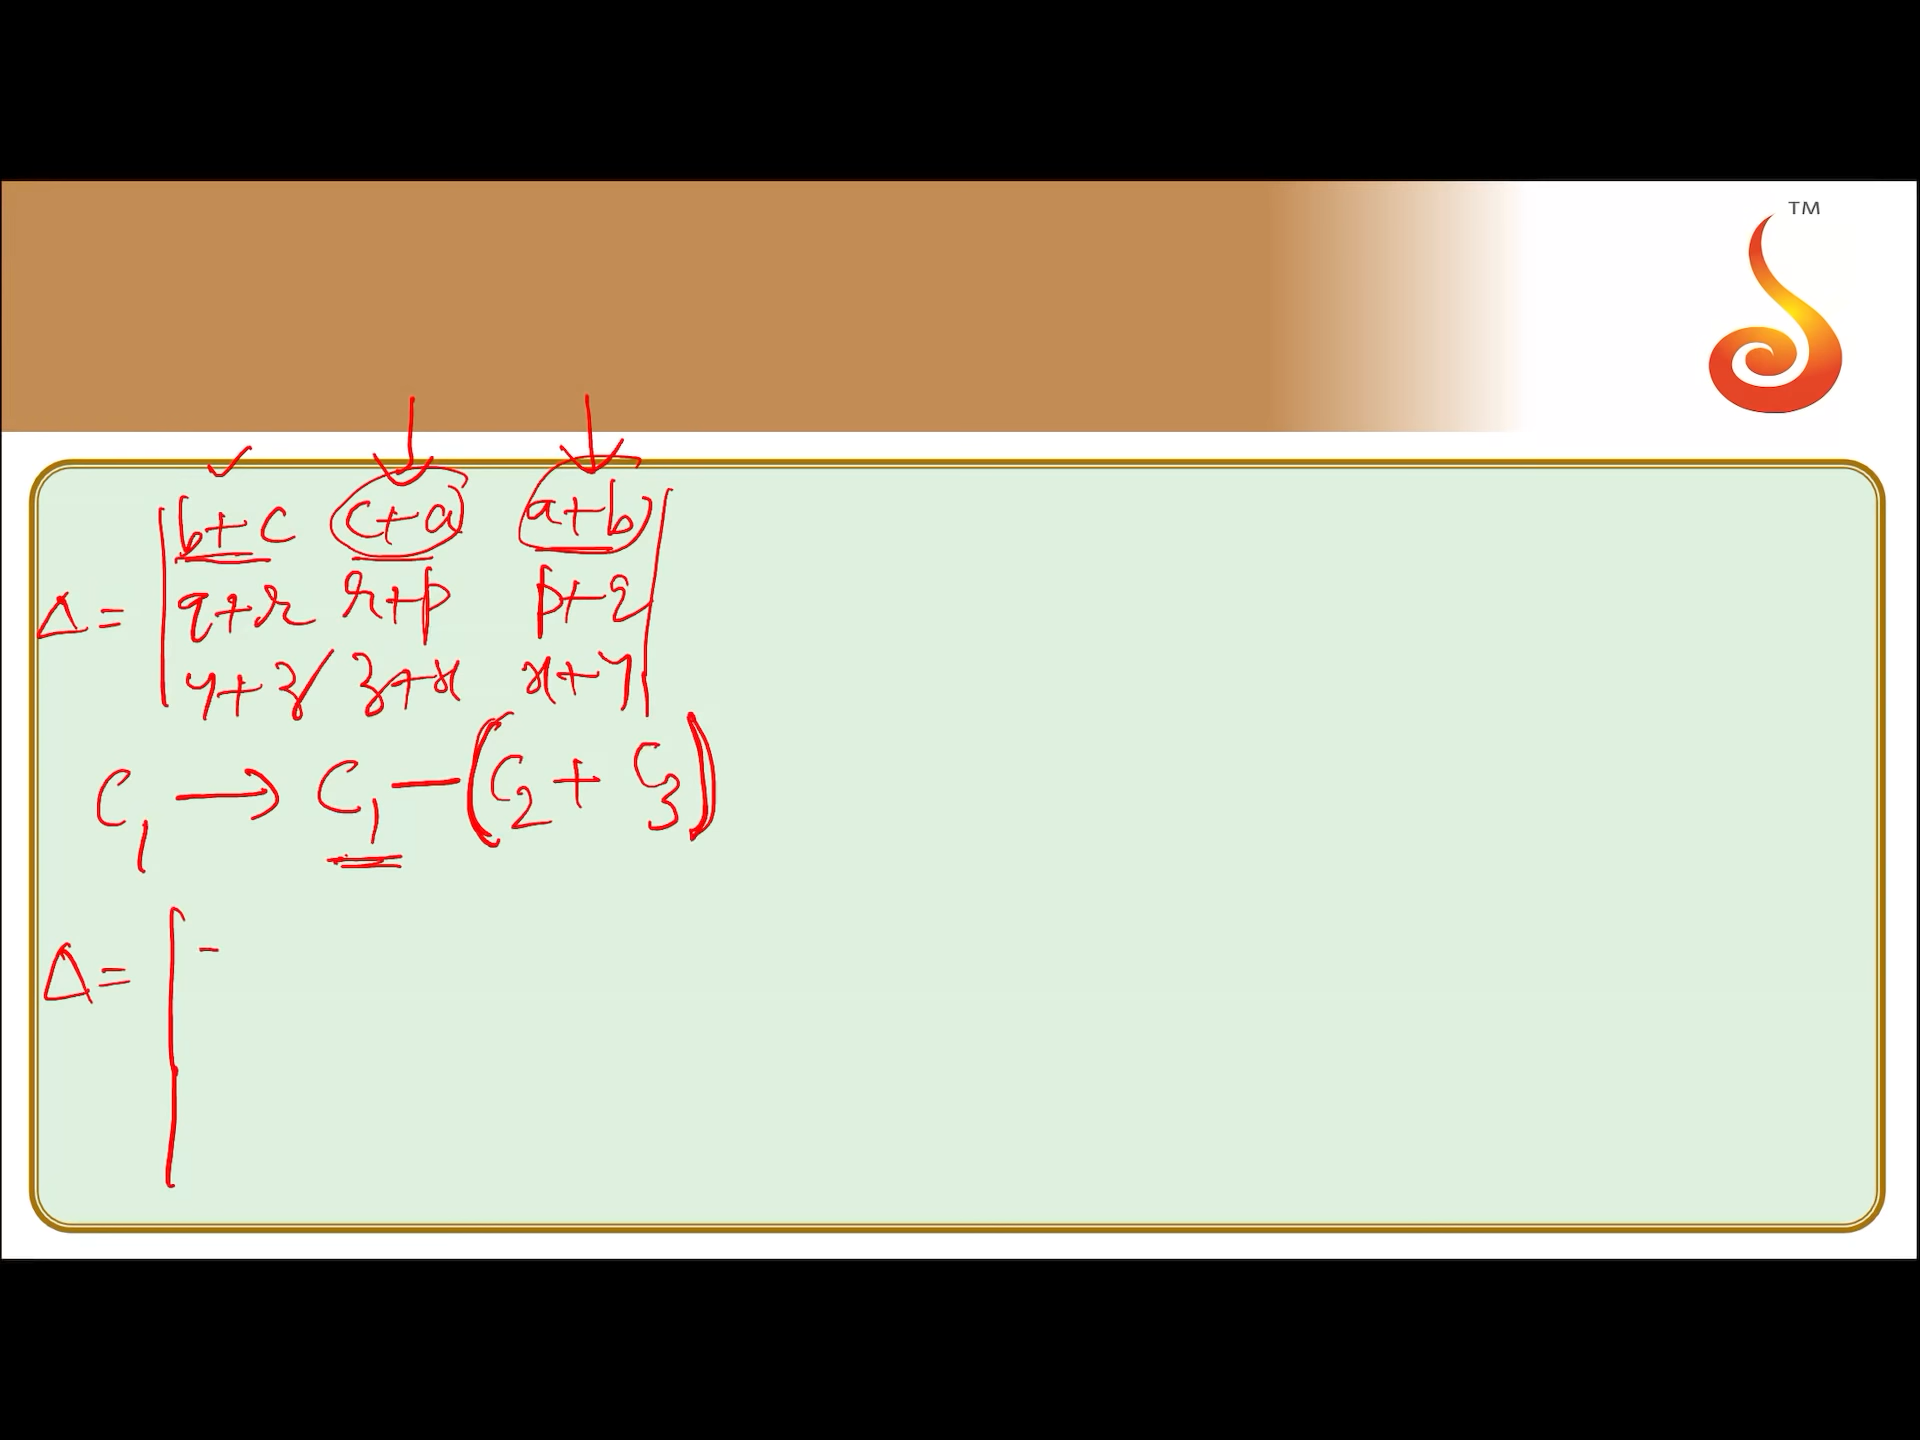 TM
b+c c+a a+b
Δ= q+r r+p p+q
y+z z+x x+y
C1 → C1 − (C2 + C3)
Δ= | -